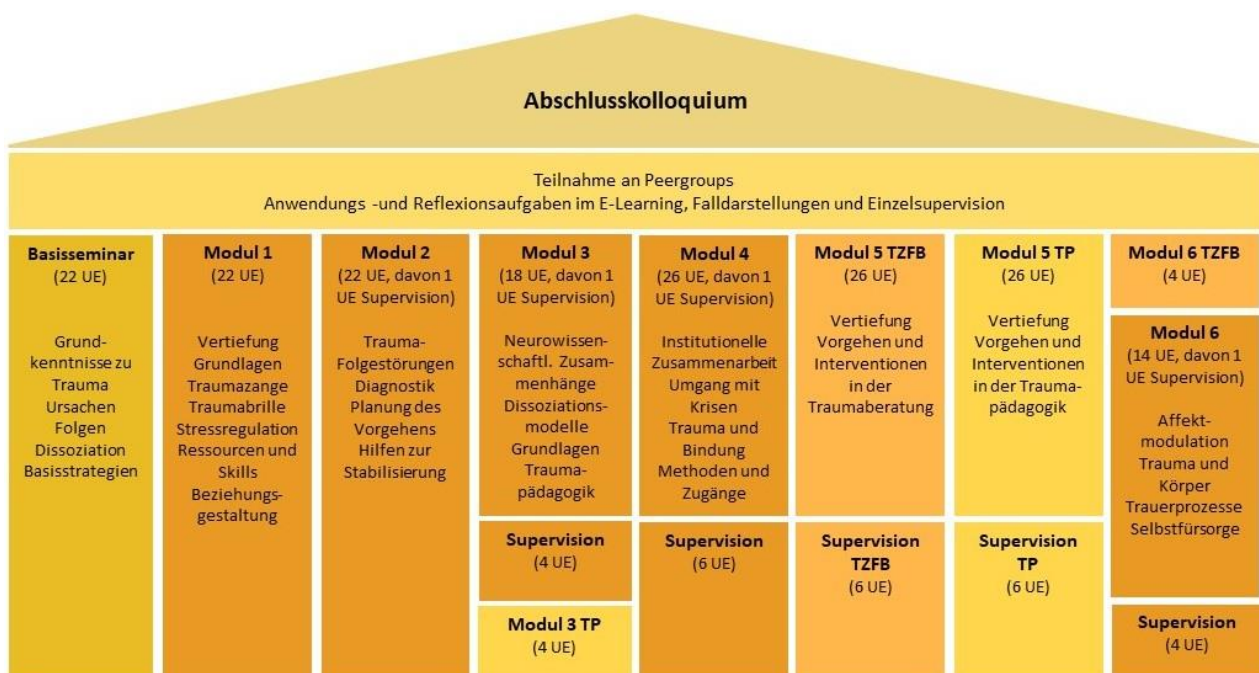 Abschlusskolloquium
Teilnahme an Peergroups
Anwendungs -und Reflexionsaufgaben im E-Learning, Falldarstellungen und Einzelsupervision
Basisseminar
(22 UE)
Grund-
kenntnisse zu
Trauma
Ursachen
Folgen
Dissoziation
Basisstrategien
Modul 1
(22 UE)
Vertiefung
Grundlagen
Traumazange
Traumabrille
Stressregulation
Ressourcen und
Skills
Beziehungs-
gestaltung
Modul 2
(22 UE, davon 1
UE Supervision)
Trauma-
Folgestörungen
Diagnostik
Planung des
Vorgehens
Hilfen zur
Stabilisierung
Modul 3
(18 UE, davon 1
UE Supervision)
Neurowissen-
schaftl. Zusam-
menhänge
Dissoziations-
modelle
Grundlagen
Trauma-
pädagogik
Supervision
(4 UE)
Modul 3 TP
(4 UE)
Modul 4
(26 UE, davon 1
UE Supervision)
Institutionelle
Zusammenarbeit
Umgang mit
Krisen
Trauma und
Bindung
Methoden und
Zugänge
Supervision
(6 UE)
Modul 5 TZFB
(26 UE)
Vertiefung
Vorgehen und
Interventionen
in der
Traumaberatung
Supervision
TZFB
(6 UE)
Modul 5 TP
(26 UE)
Vertiefung
Vorgehen und
Interventionen
in der Trauma-
pädagogik
Supervision
TP
(6 UE)
Modul 6 TZFB
(4 UE)
Modul 6
(14 UE, davon 1
UE Supervision)
Affekt-
modulation
Trauma und
Körper
Trauerprozesse
Selbstfürsorge
Supervision
(4 UE)